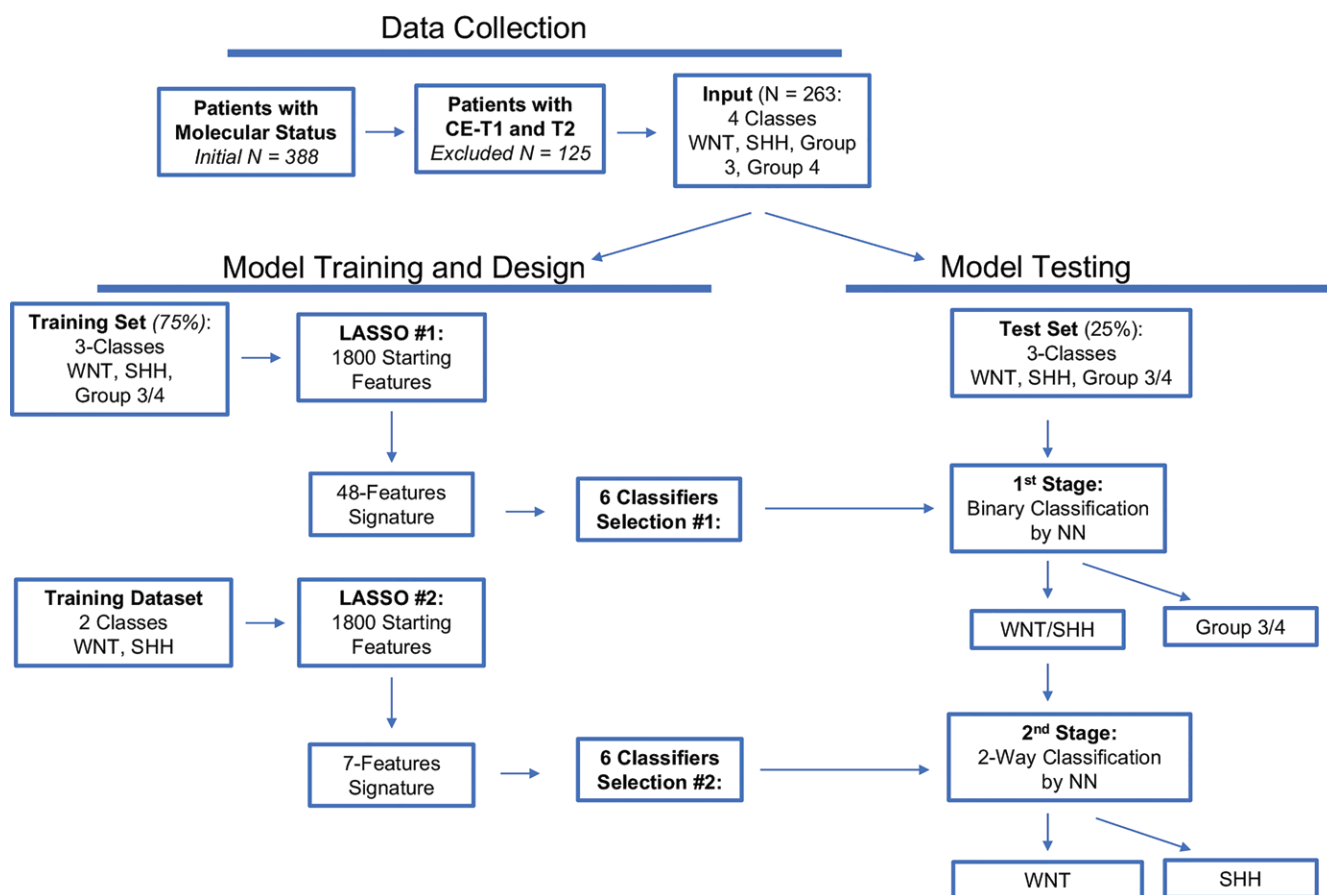 Data Collection
Patients with
Molecular Status
Initial N = 388
Patients with
CE-T1 and T2
Excluded N = 125
Input (N = 263:
4 Classes
WNT, SHH, Group
3, Group 4
Model Training and Design
Model Testing
Training Set (75%):
3-Classes
WNT, SHH,
Group 3/4
LASSO #1:
1800 Starting
Features
Test Set (25%):
3-Classes
WNT, SHH, Group 3/4
48-Features
Signature
6 Classifiers
Selection #1:
1st Stage:
Binary Classification
by NN
Training Dataset
2 Classes
WNT, SHH
LASSO #2:
1800 Starting
Features
WNT/SHH
Group 3/4
7-Features
Signature
6 Classifiers
Selection #2:
2nd Stage:
2-Way Classification
by NN
WNT
SHH